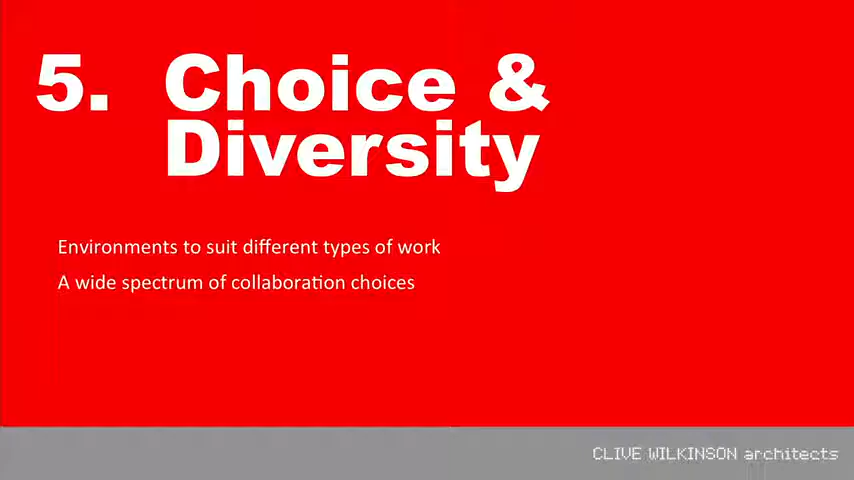 5. Choice &
Diversity
Environments to suit different types of work
A wide spectrum of collaboration choices
CLIVE WILKINSON architects